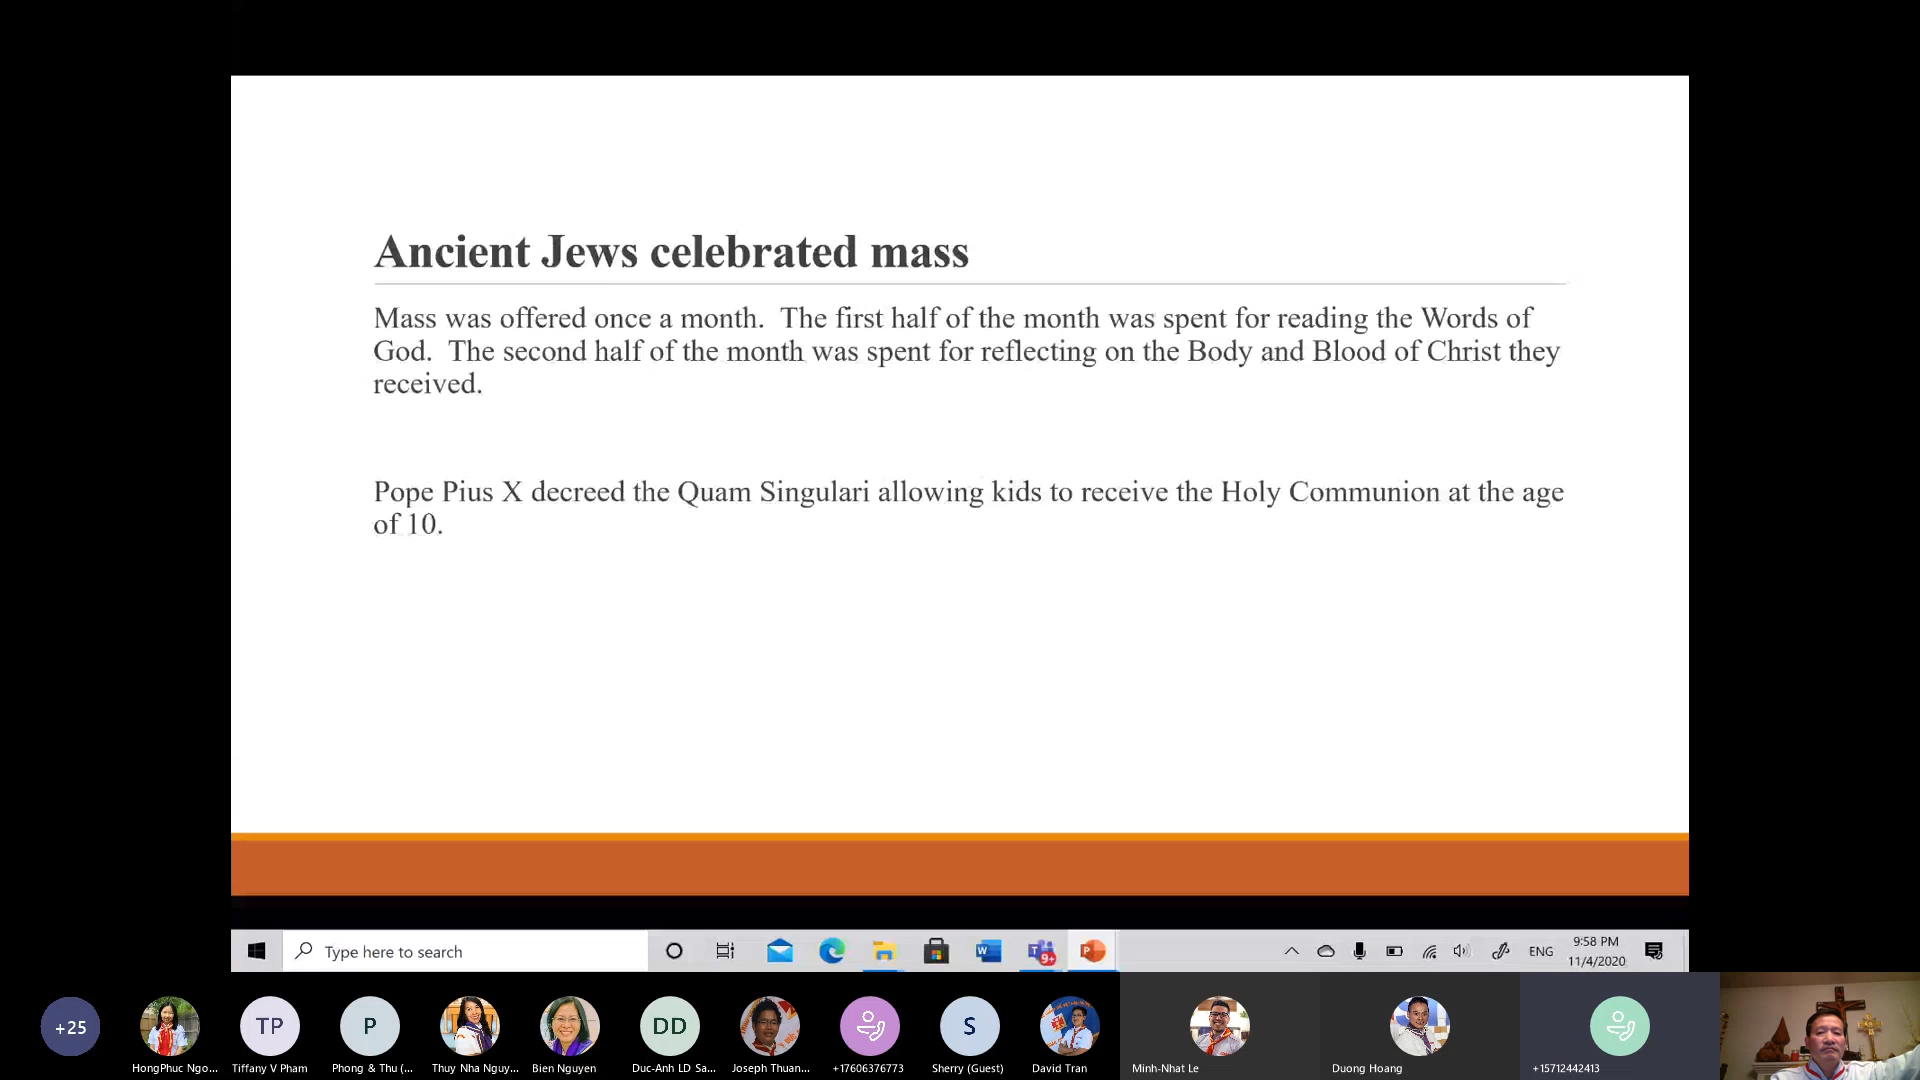 Ancient Jews celebrated mass
Mass was offered once a month.  The first half of the month was spent for reading the Words of
God.  The second half of the month was spent for reflecting on the Body and Blood of Christ they
received.
Pope Pius X decreed the Quam Singulari allowing kids to receive the Holy Communion at the age
of 10.
Type here to search
9+
ENG
9:58 PM
11/4/2020
+25
TP
P
DD
S
HongPhuc Ngo...
Tiffany V Pham
Phong & Thu (...
Thuy Nha Nguy...
Bien Nguyen
Duc-Anh LD Sa...
Joseph Thuan...
+17606376773
Sherry (Guest)
David Tran
Minh-Nhat Le
Duong Hoang
+15712442413